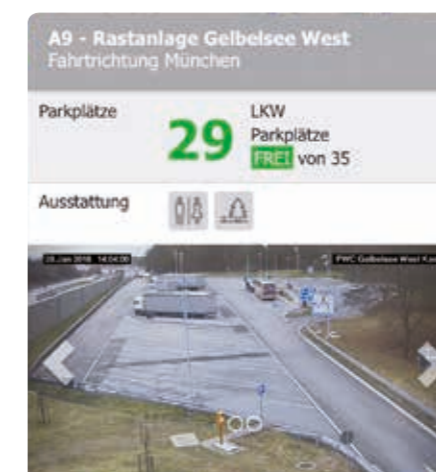 A9 - Rastanlage Gelbelsee West
Fahrtrichtung München
Parkplätze
29
LKW
Parkplätze
FREI von 35
Ausstattung
PWC Gelbelsee West